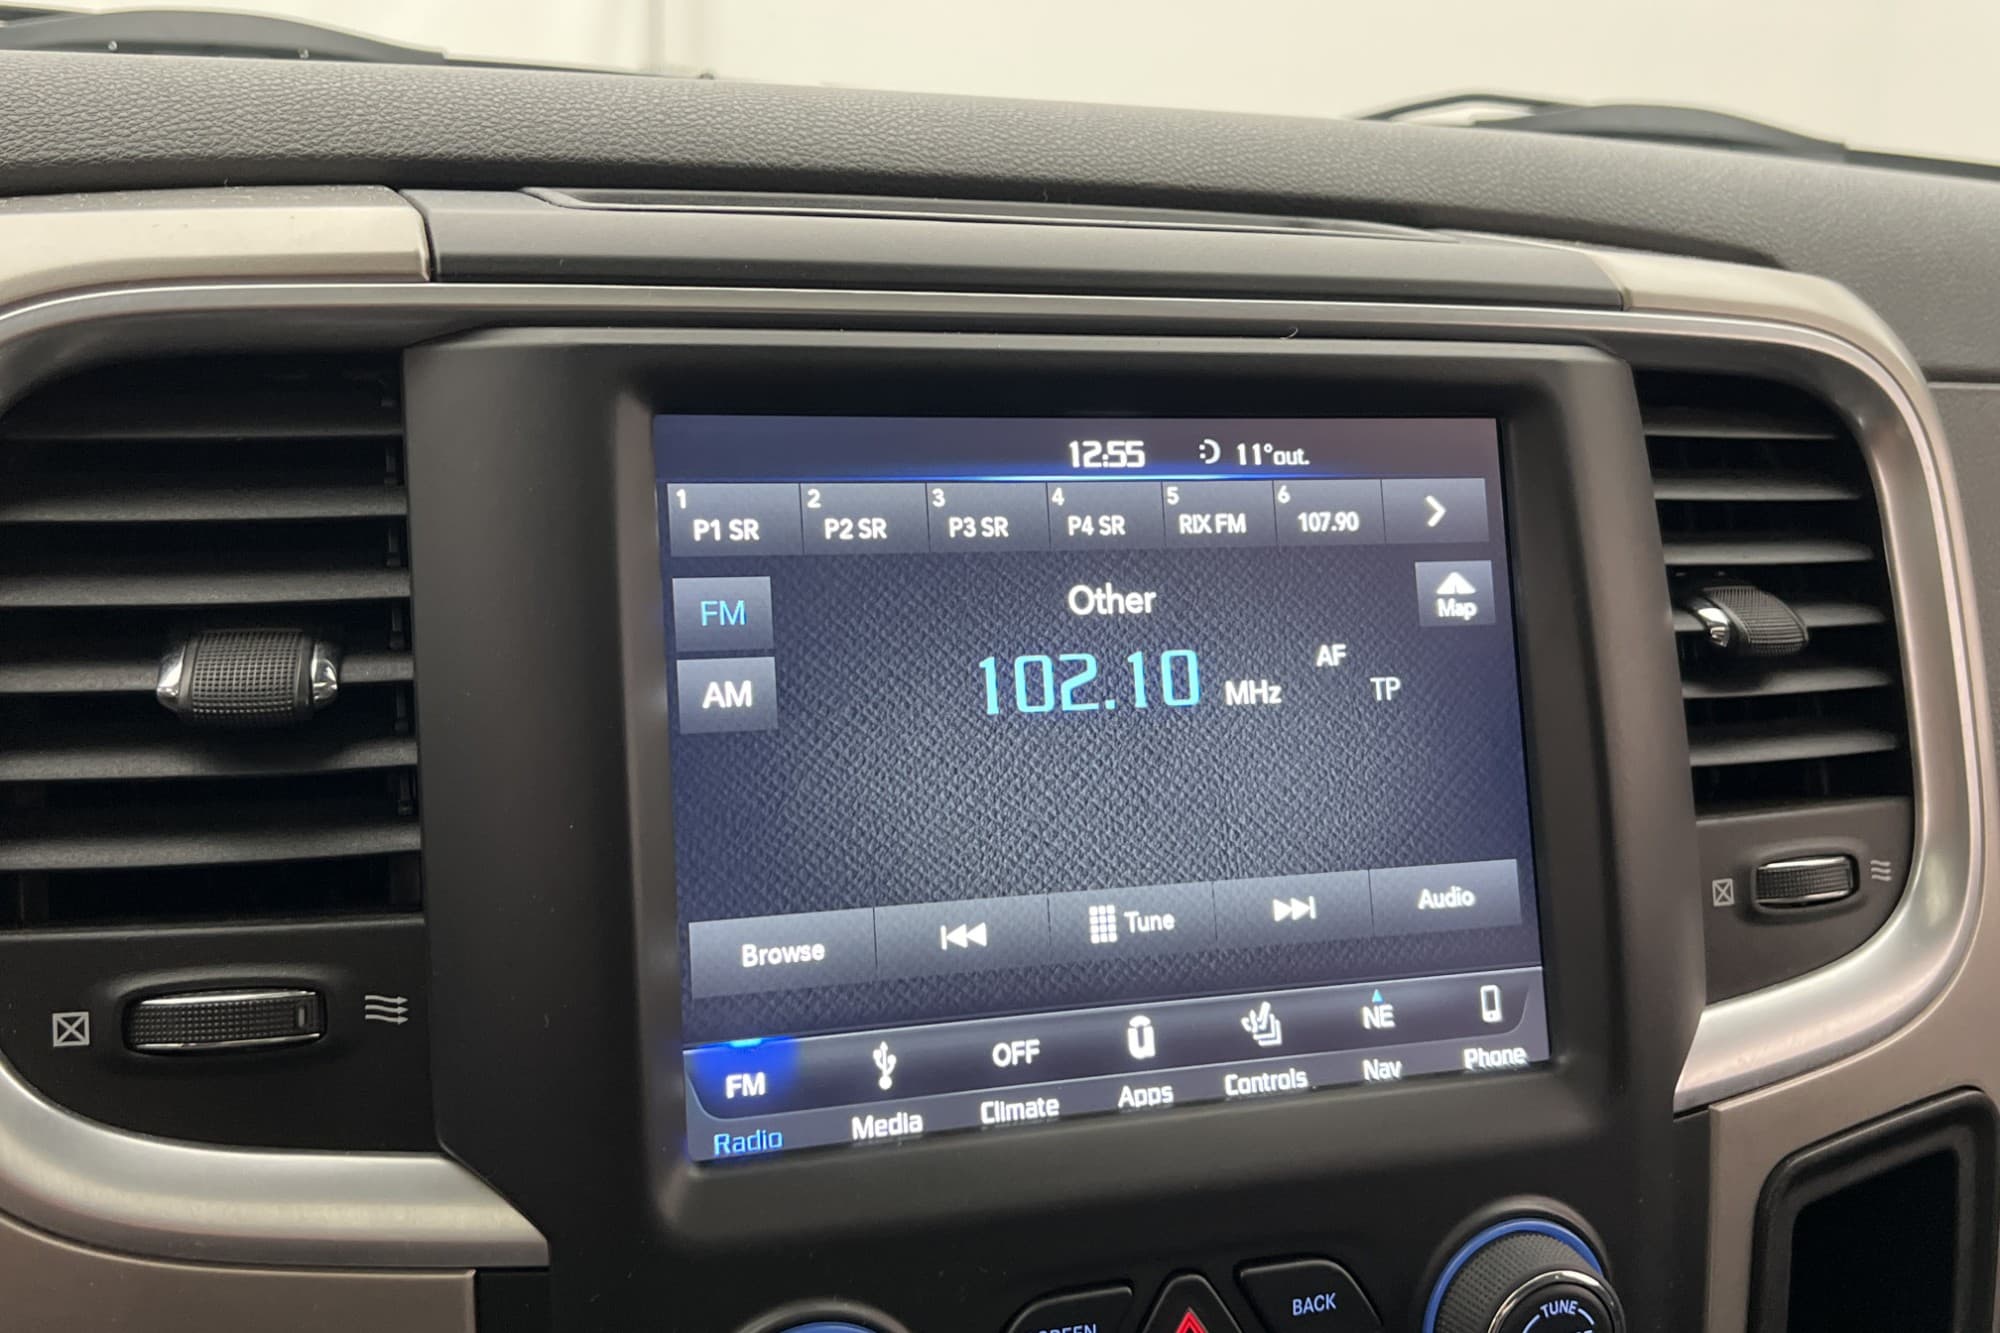 12:55 11°out.
1 2 3 4 5 6
P1 SR P2 SR P3 SR P4 SR RIX FM 107.90
FM Other Map
AM 102.10 MHz AF TP
Browse Tune Audio
FM OFF NE
Radio Media Climate Apps Controls Nav Phone
BACK
TUNE